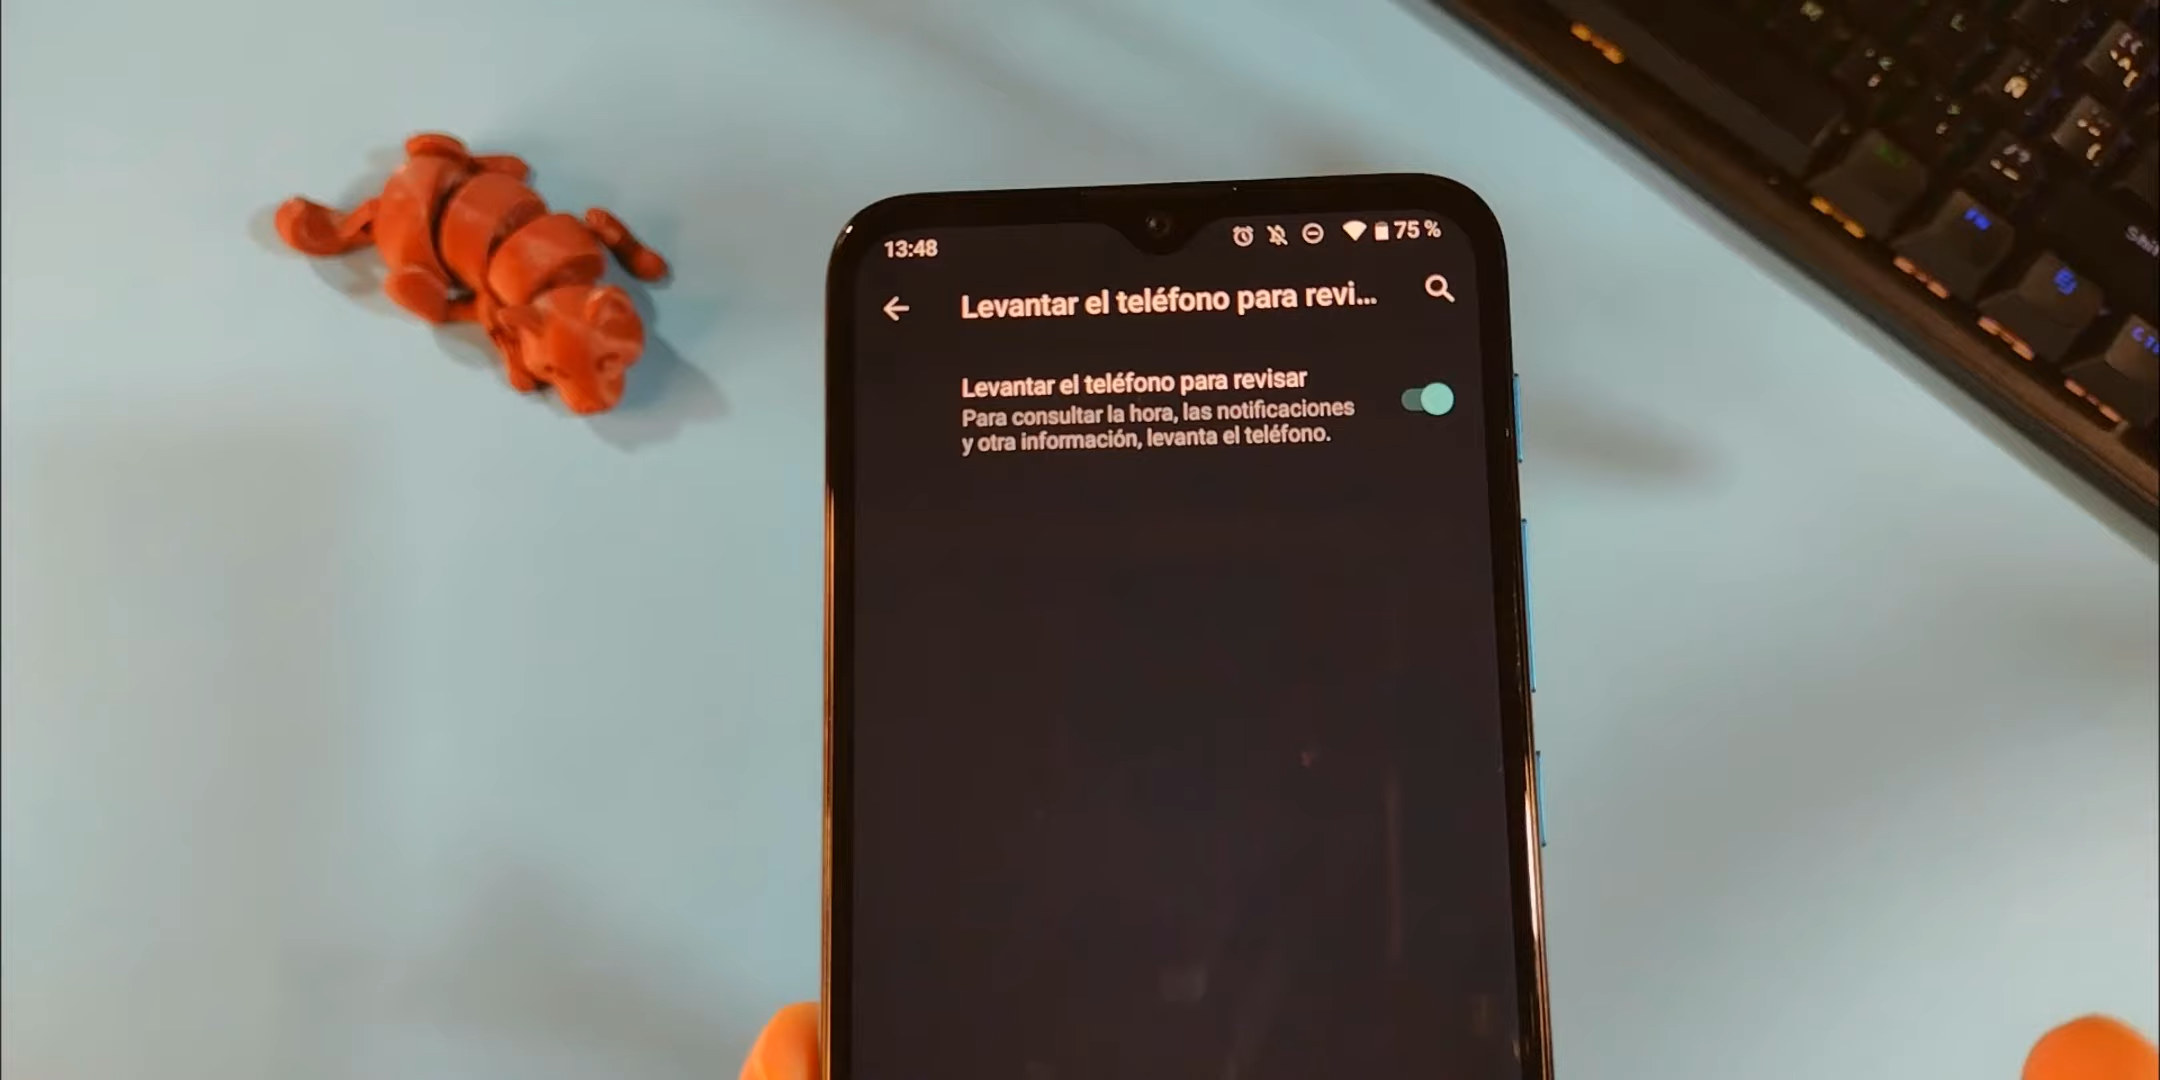 13:48
75 %
Levantar el teléfono para revi...
Levantar el teléfono para revisar
Para consultar la hora, las notificaciones
y otra información, levanta el teléfono.